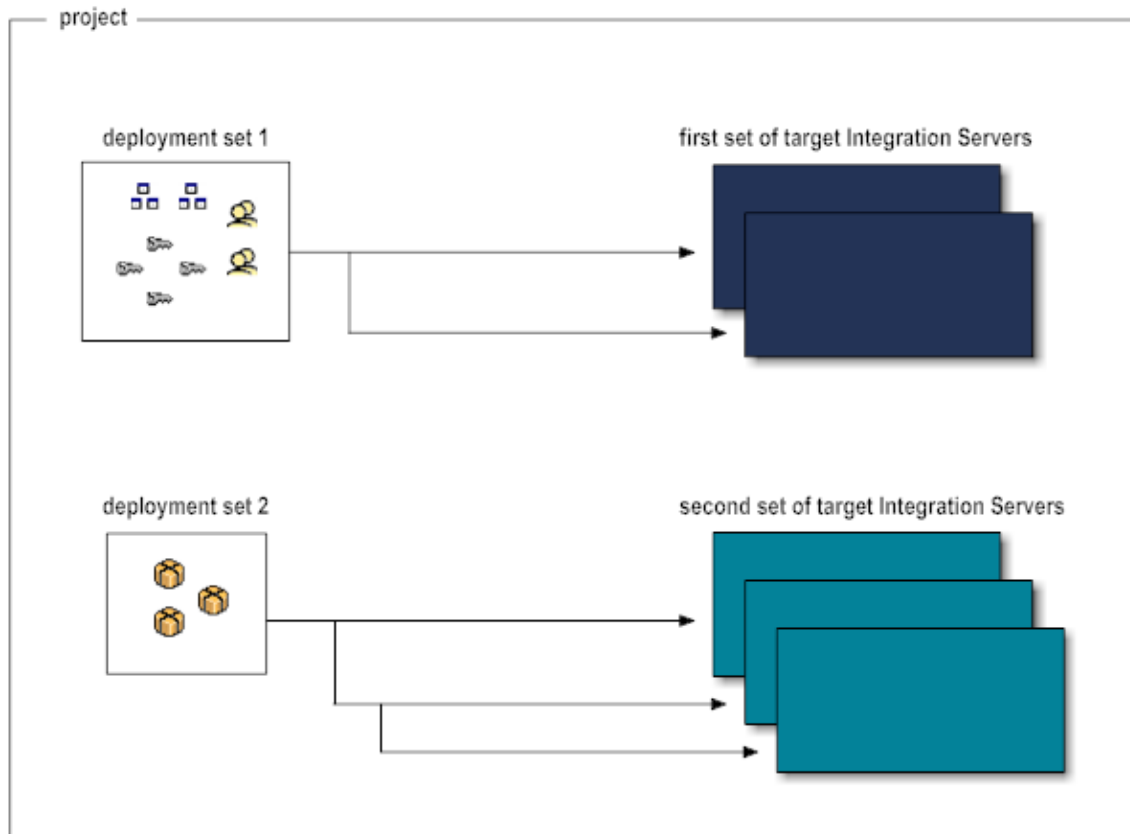 project
deployment set 1
first set of target Integration Servers
deployment set 2
second set of target Integration Servers